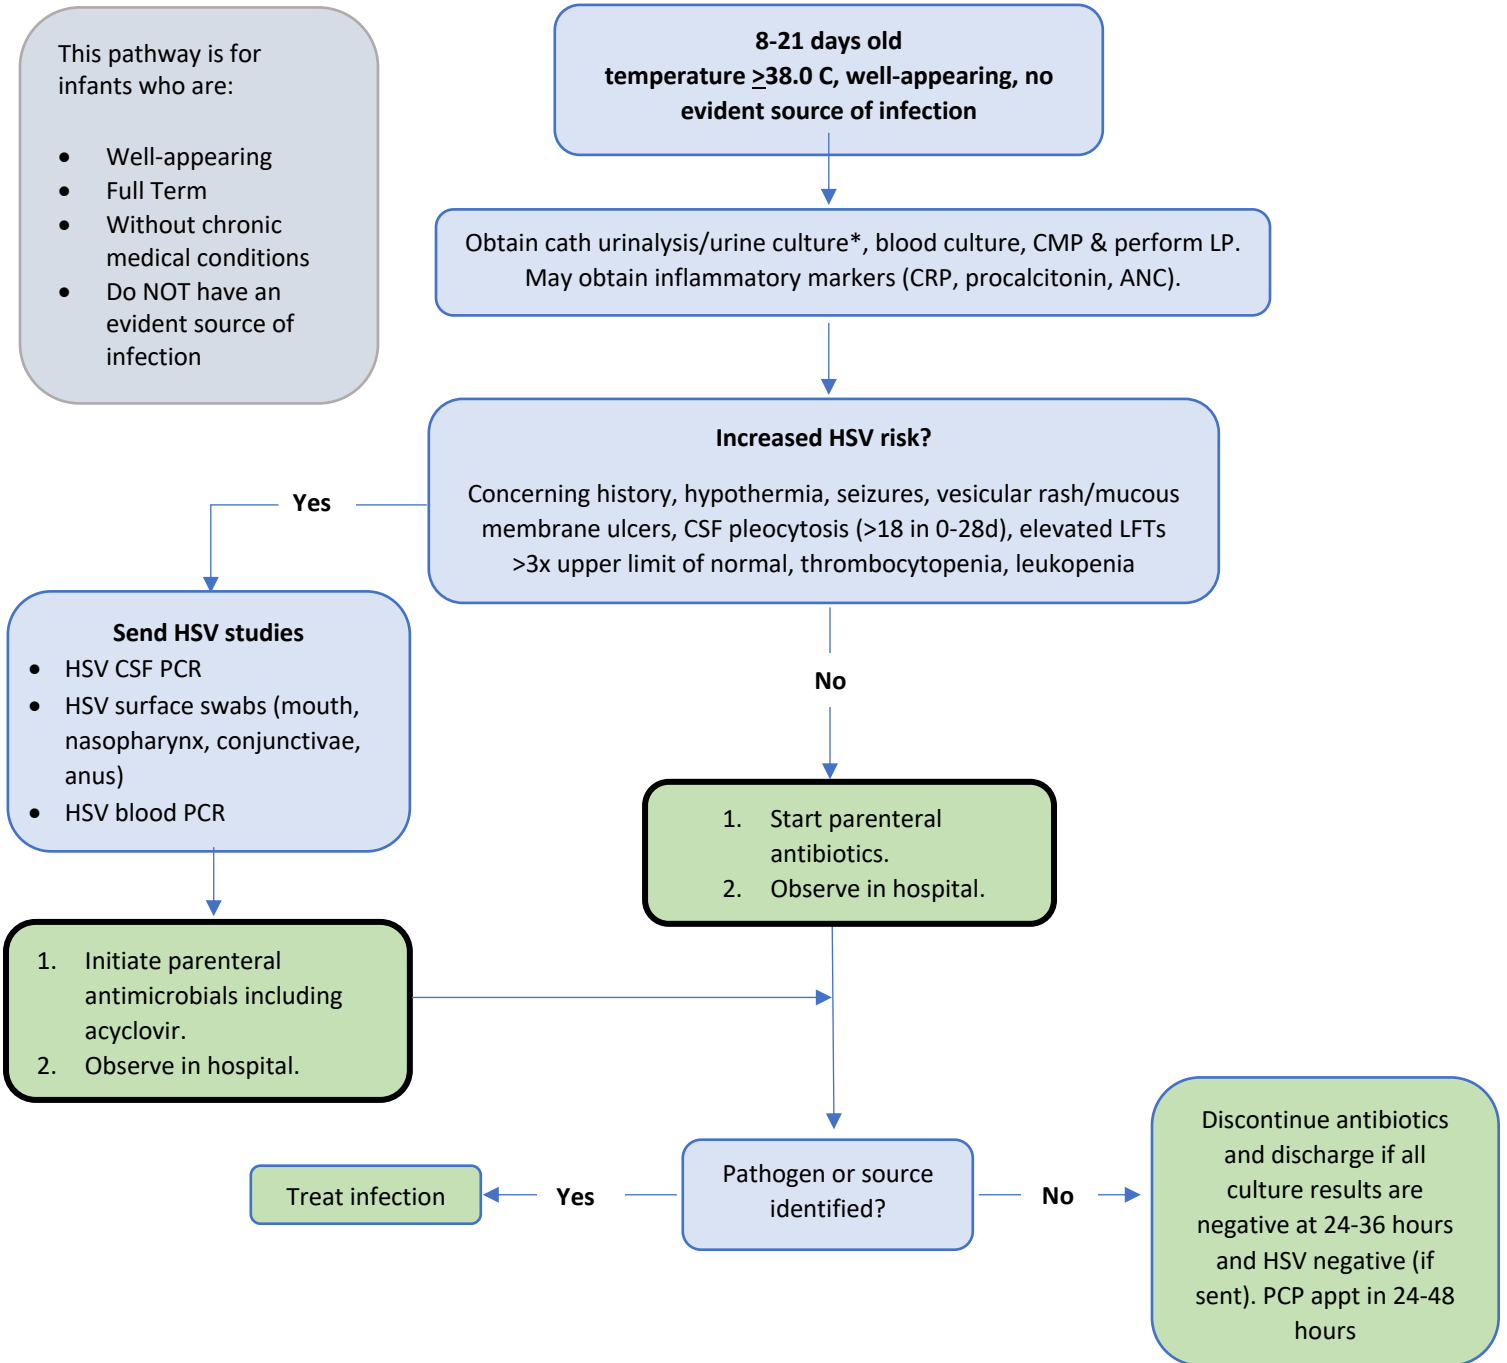 This pathway is for
infants who are:
• Well-appearing
• Full Term
• Without chronic
medical conditions
• Do NOT have an
evident source of
infection
8-21 days old
temperature >38.0 C, well-appearing, no
evident source of infection
Obtain cath urinalysis/urine culture*, blood culture, CMP & perform LP.
May obtain inflammatory markers (CRP, procalcitonin, ANC).
Increased HSV risk?
Concerning history, hypothermia, seizures, vesicular rash/mucous
membrane ulcers, CSF pleocytosis (>18 in 0-28d), elevated LFTs
>3x upper limit of normal, thrombocytopenia, leukopenia
Yes
Send HSV studies
• HSV CSF PCR
• HSV surface swabs (mouth,
nasopharynx, conjunctivae,
anus)
• HSV blood PCR
No
1. Start parenteral
antibiotics.
2. Observe in hospital.
1. Initiate parenteral
antimicrobials including
acyclovir.
2. Observe in hospital.
Pathogen or source
identified?
Yes
Treat infection
No
Discontinue antibiotics
and discharge if all
culture results are
negative at 24-36 hours
and HSV negative (if
sent). PCP appt in 24-48
hours